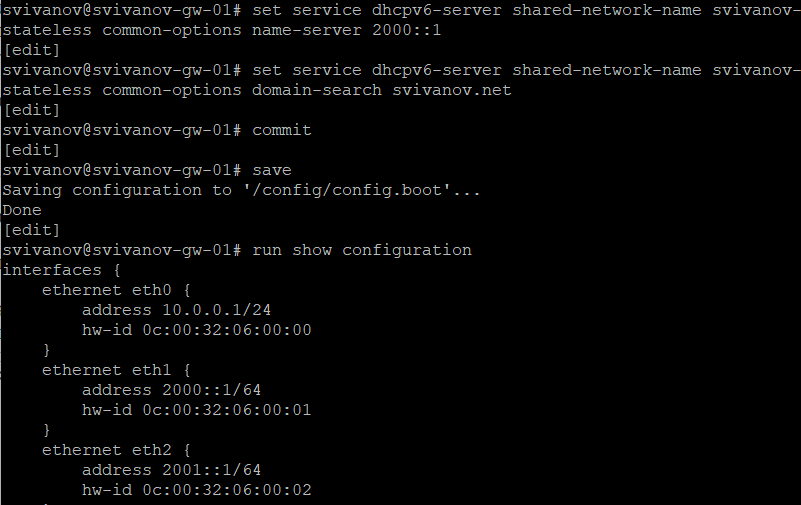 svivanov@svivanov-gw-01# set service dhcpv6-server shared-network-name svivanov-
stateless common-options name-server 2000::1
[edit]
svivanov@svivanov-gw-01# set service dhcpv6-server shared-network-name svivanov-
stateless common-options domain-search svivanov.net
[edit]
svivanov@svivanov-gw-01# commit
[edit]
svivanov@svivanov-gw-01# save
Saving configuration to '/config/config.boot'...
Done
[edit]
svivanov@svivanov-gw-01# run show configuration
interfaces {
    ethernet eth0 {
        address 10.0.0.1/24
        hw-id 0c:00:32:06:00:00
    }
    ethernet eth1 {
        address 2000::1/64
        hw-id 0c:00:32:06:00:01
    }
    ethernet eth2 {
        address 2001::1/64
        hw-id 0c:00:32:06:00:02